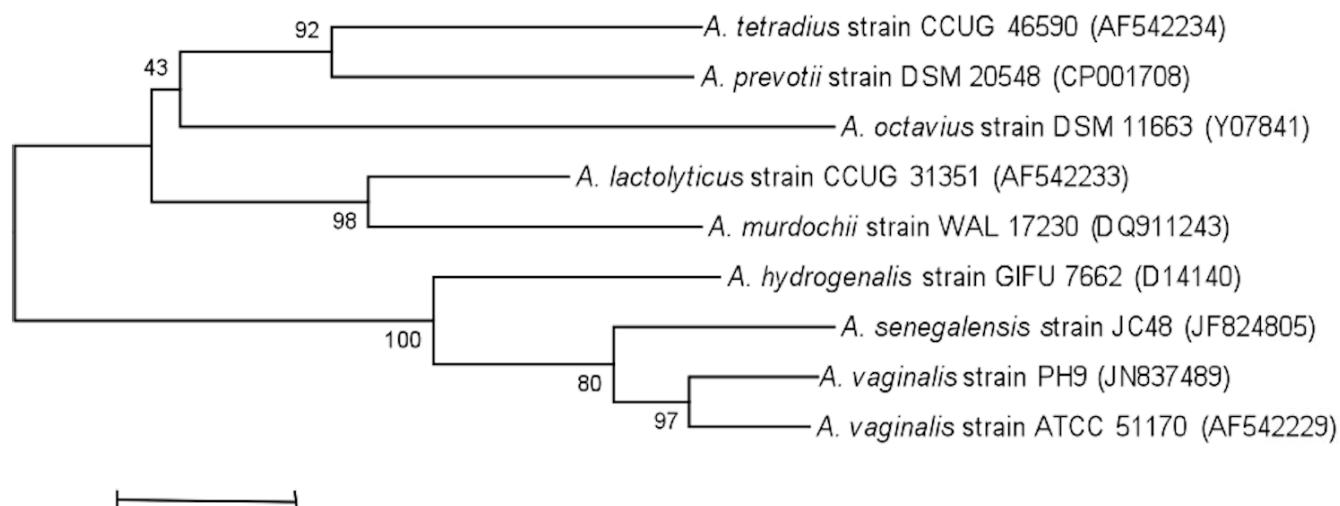 92
A. tetradius strain CCUG 46590 (AF542234)
43
A. prevotii strain DSM 20548 (CP001708)
A. octavius strain DSM 11663 (Y07841)
A. lactolyticus strain CCUG 31351 (AF542233)
98
A. murdochii strain WAL 17230 (DQ911243)
A. hydrogenalis strain GIFU 7662 (D14140)
100
A. senegalensis strain JC48 (JF824805)
80
A. vaginalis strain PH9 (JN837489)
97
A. vaginalis strain ATCC 51170 (AF542229)